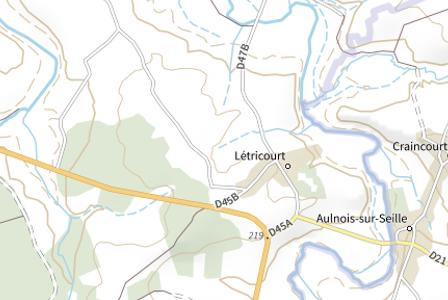 D47B
Létricourt
Craincourt
D45B
Aulnois-sur-Seille
D45A
219
D21